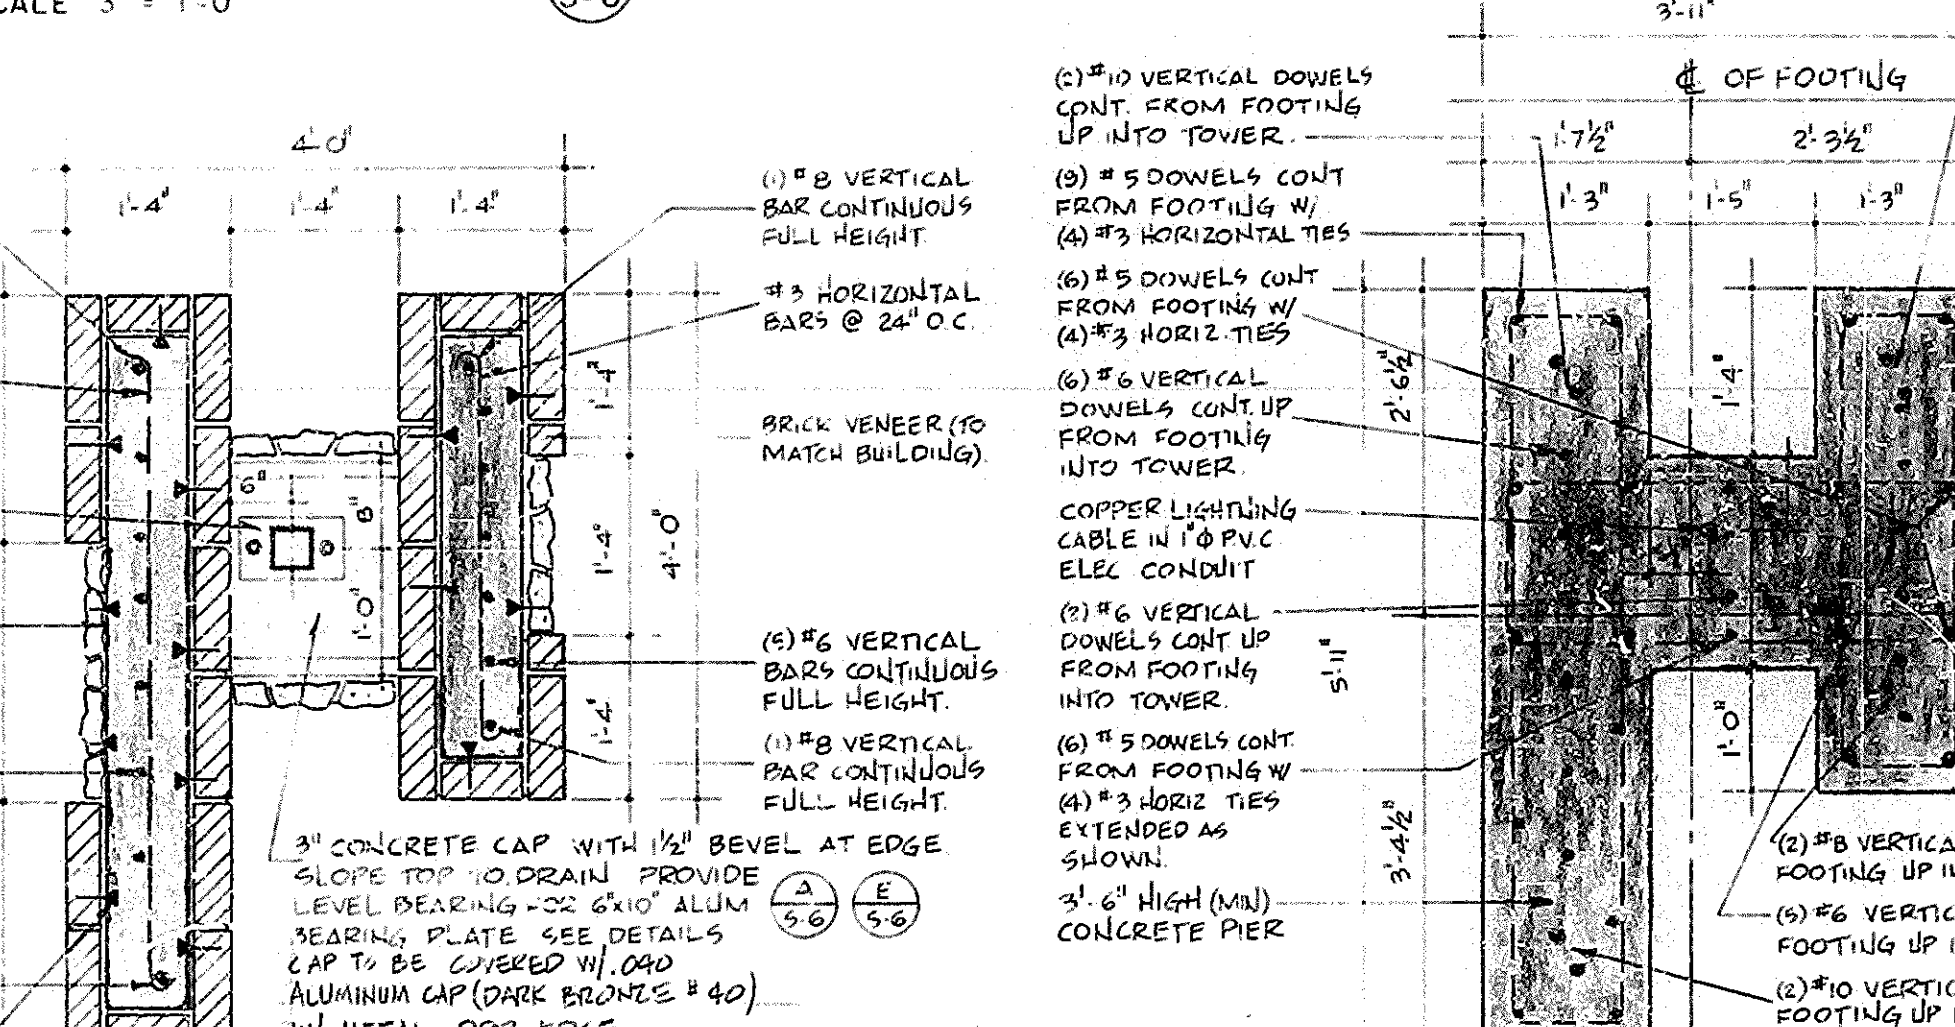 SCALE 3" = 1'-0"
S-6
4'-0"
1'-4"
1'-4"
1'-4"
(1) #8 VERTICAL
BAR CONTINUOUS
FULL HEIGHT
#3 HORIZONTAL
BARS @ 24" O.C.
BRICK VENEER (TO
MATCH BUILDING).
(5) #6 VERTICAL
BARS CONTINUOUS
FULL HEIGHT.
(1) #8 VERTICAL
BAR CONTINUOUS
FULL HEIGHT.
1'-4"
1'-4"
1'-4"
4'-0"
6"
8"
1'-0"
3" CONCRETE CAP WITH 1½" BEVEL AT EDGE
SLOPE TOP TO DRAIN PROVIDE
LEVEL BEARING FOR 6"x10" ALUM
BEARING PLATE SEE DETAILS
A
S-6
E
S-6
CAP TO BE COVERED W/.040
ALUMINUM CAP (DARK BRONZE #40)
EDGE
(2) #10 VERTICAL DOWELS
CONT. FROM FOOTING
UP INTO TOWER.
(9) #5 DOWELS CONT
FROM FOOTING W/
(4) #3 HORIZONTAL TIES
(6) #5 DOWELS CONT
FROM FOOTING W/
(4) #3 HORIZ. TIES
(6) #6 VERTICAL
DOWELS CONT. UP
FROM FOOTING
INTO TOWER.
COPPER LIGHTNING
CABLE IN 1"Φ P.V.C
ELEC CONDUIT
#6 VERTICAL
DOWELS CONT UP
FROM FOOTING
INTO TOWER.
(6) #5 DOWELS CONT.
FROM FOOTING W/
(4) #3 HORIZ TIES
EXTENDED AS
SHOWN.
3'-6" HIGH (MIN)
CONCRETE PIER
3'-11"
℄ OF FOOTING
1'-7½"
2'-3½"
1'-3"
1'-5"
1'-3"
2'-6½"
1'-4"
5'-11"
1'-0"
3'-4½"
(2) #8 VERTICA
FOOTING UP IN
(5) #6 VERTIC
FOOTING UP I
(2) #10 VERTIC
FOOTING UP